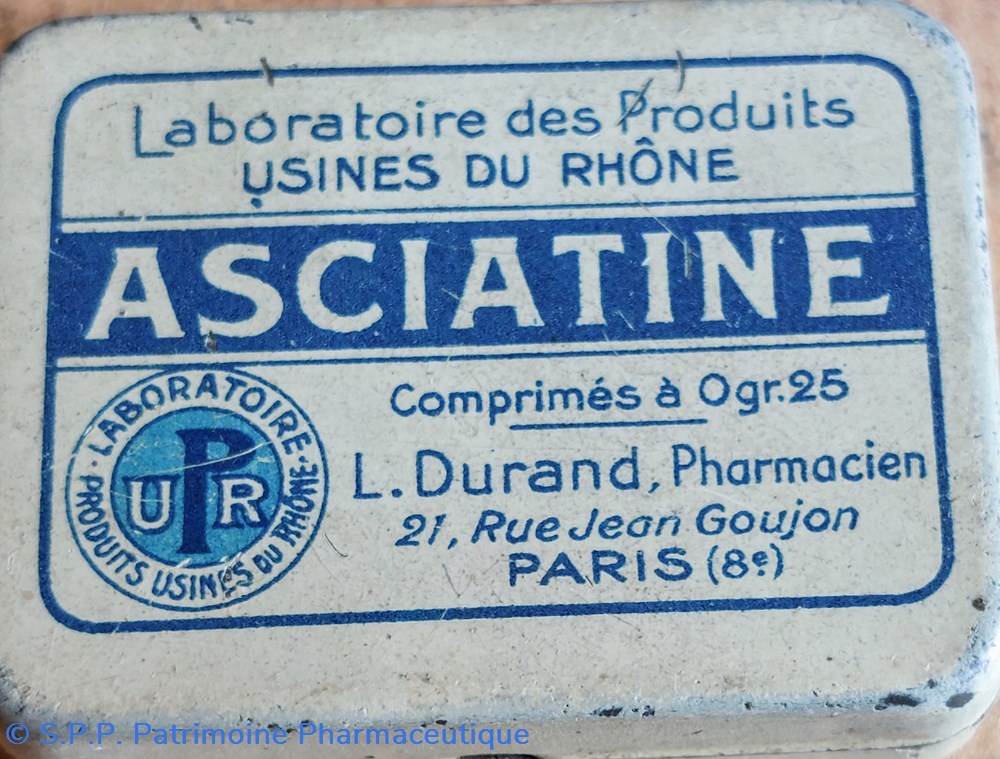 Laboratoire des Produits
USINES DU RHÔNE
ASCIATINE
LABORATOIRE · PRODUITS USINES DU RHÔNE ·
UPR
Comprimés à 0gr.25
L. Durand, Pharmacien
21, Rue Jean Goujon
PARIS (8e)
© S.P.P. Patrimoine Pharmaceutique